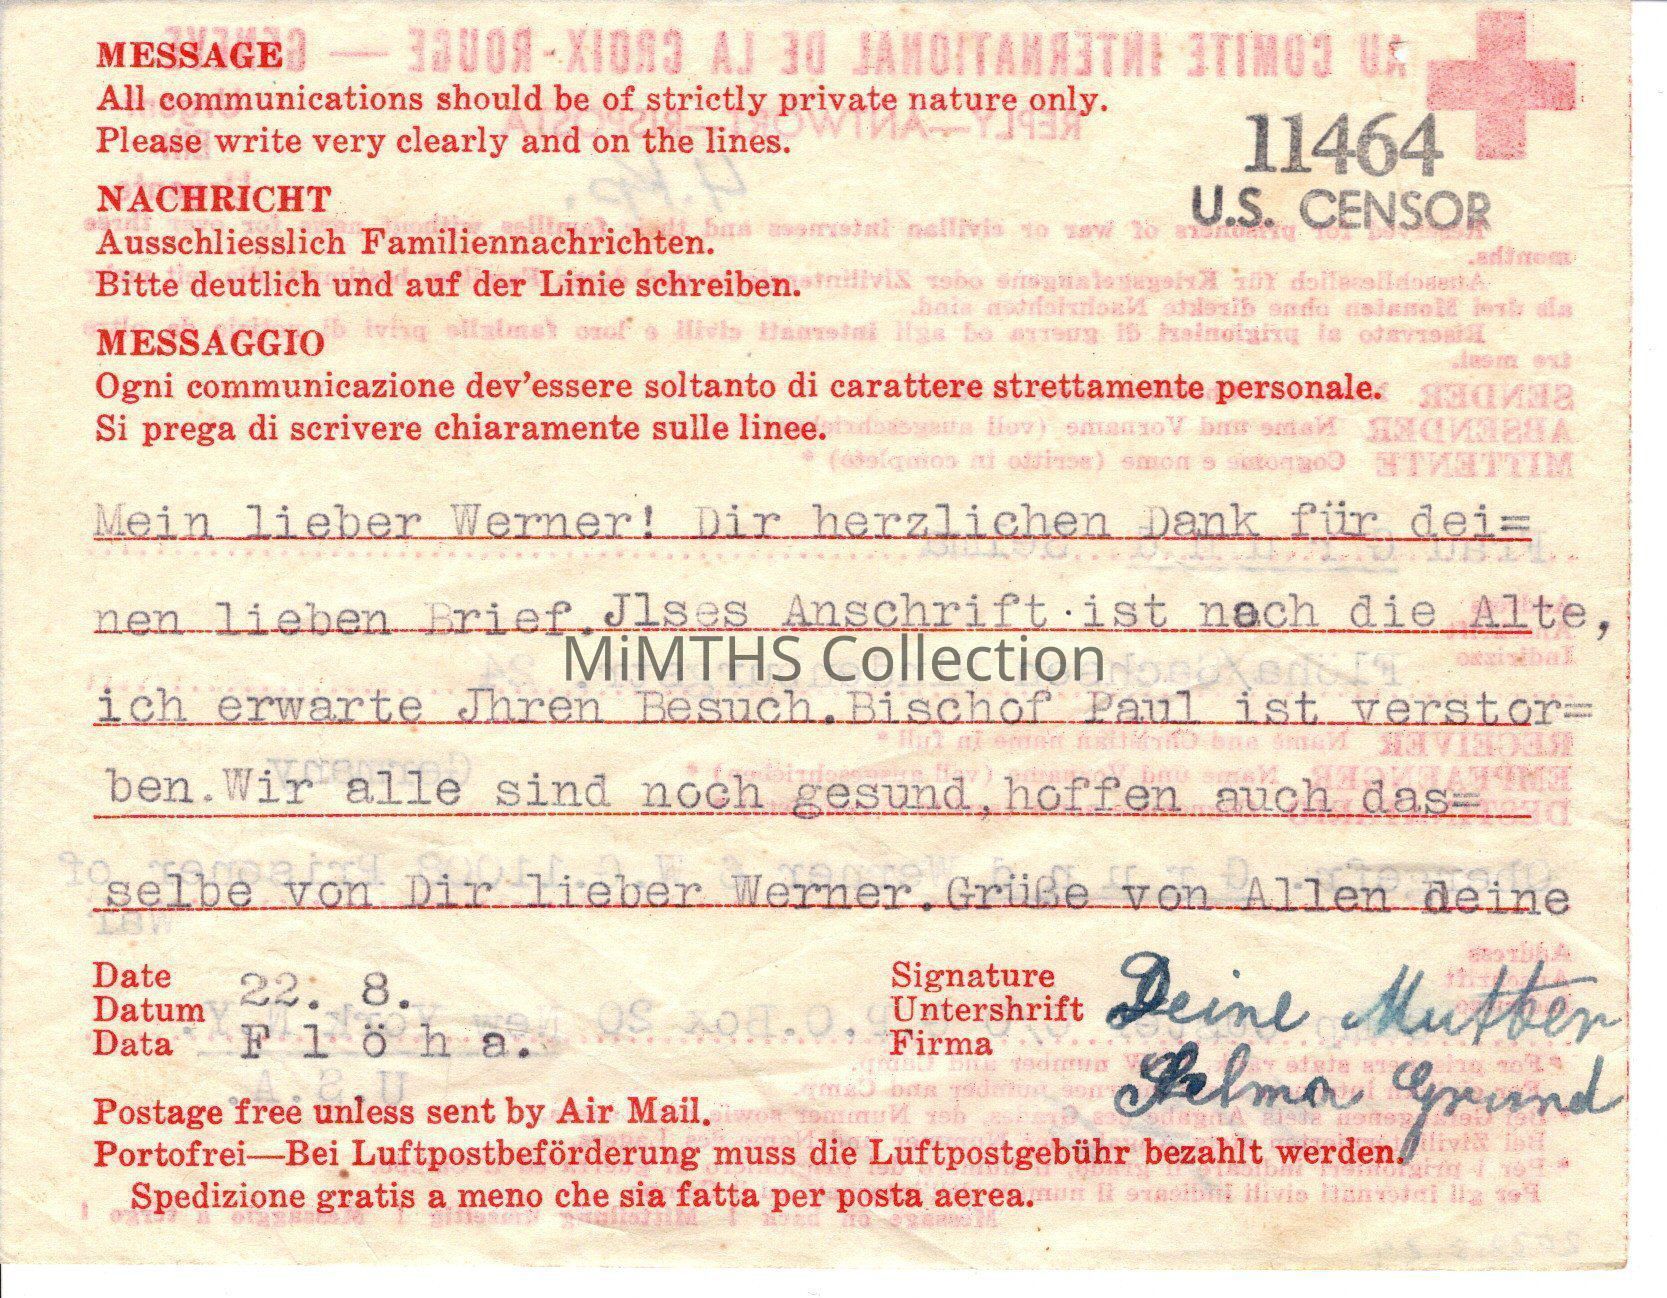 MESSAGE
All communications should be of strictly private nature only.
Please write very clearly and on the lines.
11464
U.S. CENSOR
NACHRICHT
Ausschliesslich Familiennachrichten.
Bitte deutlich und auf der Linie schreiben.
MESSAGGIO
Ogni communicazione dev'essere soltanto di carattere strettamente personale.
Si prega di scrivere chiaramente sulle linee.
Mein lieber Werner! Dir herzlichen Dank für dei=
nen lieben Brief.Jlses Anschrift ist noch die Alte,
MiMTHS Collection
ich erwarte Jhren Besuch.Bischof Paul ist verstor=
ben.Wir alle sind noch gesund,hoffen auch das=
selbe von Dir lieber Werner.Grüße von Allen deine
Date
Datum
Data
22. 8.
F l ö h a.
Signature
Untershrift
Firma
Deine Mutter
Selma Grund
Postage free unless sent by Air Mail.
Portofrei—Bei Luftpostbeförderung muss die Luftpostgebühr bezahlt werden.
Spedizione gratis a meno che sia fatta per posta aerea.